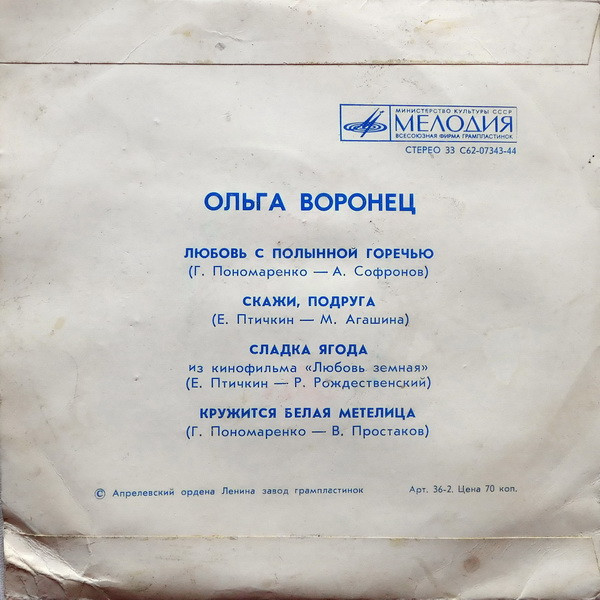 МИНИСТЕРСТВО КУЛЬТУРЫ СССР
МЕЛОДИЯ
ВСЕСОЮЗНАЯ ФИРМА ГРАМПЛАСТИНОК
СТЕРЕО 33 С62-07343-44
ОЛЬГА ВОРОНЕЦ
ЛЮБОВЬ С ПОЛЫННОЙ ГОРЕЧЬЮ
(Г. Пономаренко — А. Софронов)
СКАЖИ, ПОДРУГА
(Е. Птичкин — М. Агашина)
СЛАДКА ЯГОДА
из кинофильма «Любовь земная»
(Е. Птичкин — Р. Рождественский)
КРУЖИТСЯ БЕЛАЯ МЕТЕЛИЦА
(Г. Пономаренко — В. Простаков)
© Апрелевский ордена Ленина завод грампластинок
Арт. 36-2. Цена 70 коп.